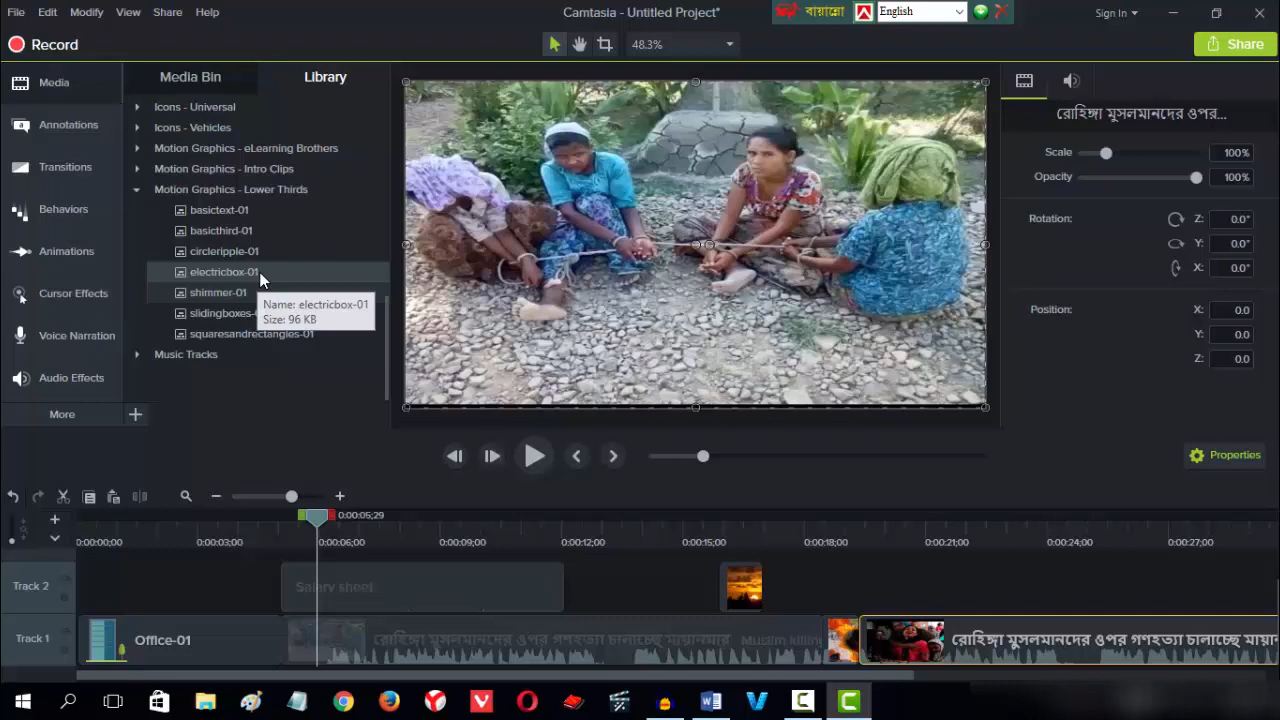 File Edit Modify View Share Help
Camtasia - Untitled Project*
বায়ান্নো
English
Sign In
Record
48.3%
Share
Media
Annotations
Transitions
Behaviors
Animations
Cursor Effects
Voice Narration
Audio Effects
More
Media Bin
Library
Icons - Universal
Icons - Vehicles
Motion Graphics - eLearning Brothers
Motion Graphics - Intro Clips
Motion Graphics - Lower Thirds
basictext-01
basicthird-01
circleripple-01
electricbox-01
shimmer-01
Name: electricbox-01
Size: 96 KB
slidingboxes-
squaresandrectangles-01
Music Tracks
রোহিঙ্গা মুসলমানদের ওপর...
Scale 100%
Opacity 100%
Rotation: Z: 0.0°
Y: 0.0°
X: 0.0°
Position: X: 0.0
Y: 0.0
Z: 0.0
Properties
0:00:05;29
0:00:00;00 0:00:03;00 0:00:06;00 0:00:09;00 0:00:12;00 0:00:15;00 0:00:18;00 0:00:21;00 0:00:24;00 0:00:27;00
Track 2
Salary sheet
Track 1
Office-01
রোহিঙ্গা মুসলমানদের ওপর গণহত্যা চালাচ্ছে মায়ানমার Muslim killing
রোহিঙ্গা মুসলমানদের ওপর গণহত্যা চালাচ্ছে মায়া